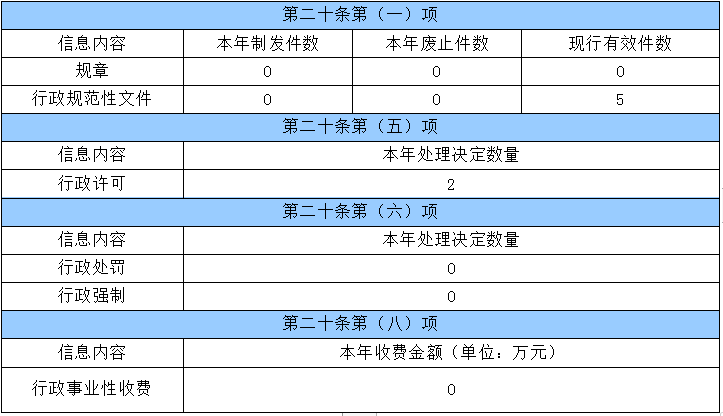 第二十条第（一）项
信息内容 本年制发件数 本年废止件数 现行有效件数
规章 0 0 0
行政规范性文件 0 0 5
第二十条第（五）项
信息内容 本年处理决定数量
行政许可 2
第二十条第（六）项
信息内容 本年处理决定数量
行政处罚 0
行政强制 0
第二十条第（八）项
信息内容 本年收费金额（单位：万元）
行政事业性收费 0